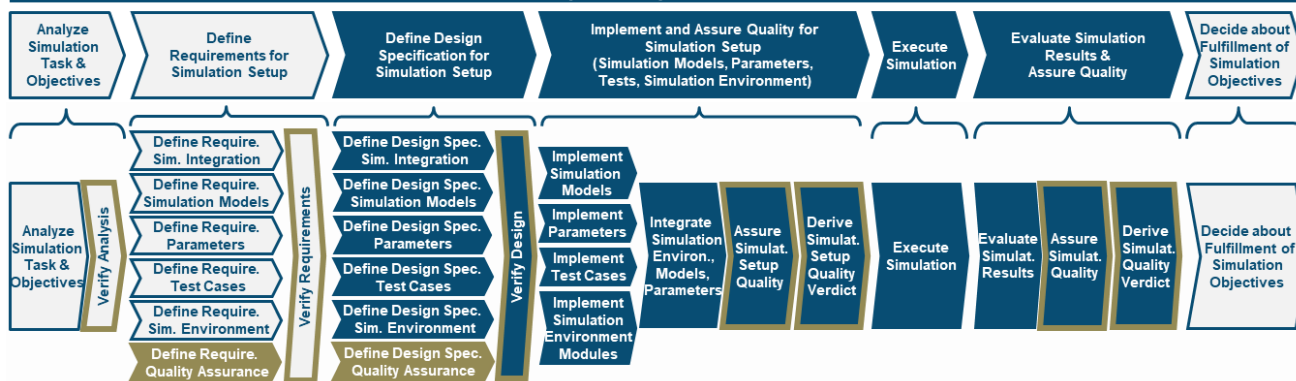 Analyze
Simulation
Task &
Objectives
Define
Requirements for
Simulation Setup
Define Design
Specification for
Simulation Setup
Implement and Assure Quality for
Simulation Setup
(Simulation Models, Parameters,
Tests, Simulation Environment)
Execute
Simulation
Evaluate Simulation
Results &
Assure Quality
Decide about
Fulfillment of
Simulation
Objectives
Analyze
Simulation
Task &
Objectives
Verify Analysis
Define Require.
Sim. Integration
Define Require.
Simulation Models
Define Require.
Parameters
Define Require.
Test Cases
Define Require.
Sim. Environment
Define Require.
Quality Assurance
Verify Requirements
Define Design Spec.
Sim. Integration
Define Design Spec.
Simulation Models
Define Design Spec.
Parameters
Define Design Spec.
Test Cases
Define Design Spec.
Sim. Environment
Define Design Spec.
Quality Assurance
Verify Design
Implement
Simulation
Models
Implement
Parameters
Implement
Test Cases
Implement
Simulation
Environment
Modules
Integrate
Simulation
Environ.,
Models,
Parameters
Assure
Simulat.
Setup
Quality
Derive
Simulat.
Setup
Quality
Verdict
Execute
Simulation
Evaluate
Simulat.
Results
Assure
Simulat.
Quality
Derive
Simulat.
Quality
Verdict
Decide about
Fulfillment of
Simulation
Objectives